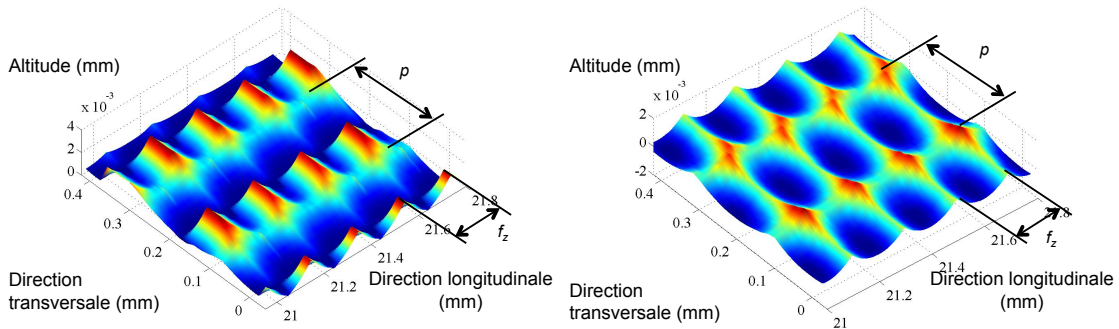 Altitude (mm)
x 10⁻³
4
2
0
0.4
0.3
0.2
0.1
0
21
21.2
21.4
21.6
21.8
p
fz
Direction
transversale (mm)
Direction longitudinale
(mm)
Altitude (mm)
x 10⁻³
2
0
-2
0.4
0.3
0.2
0.1
0
21
21.2
21.4
21.6
p
fz
Direction
transversale (mm)
Direction longitudinale
(mm)